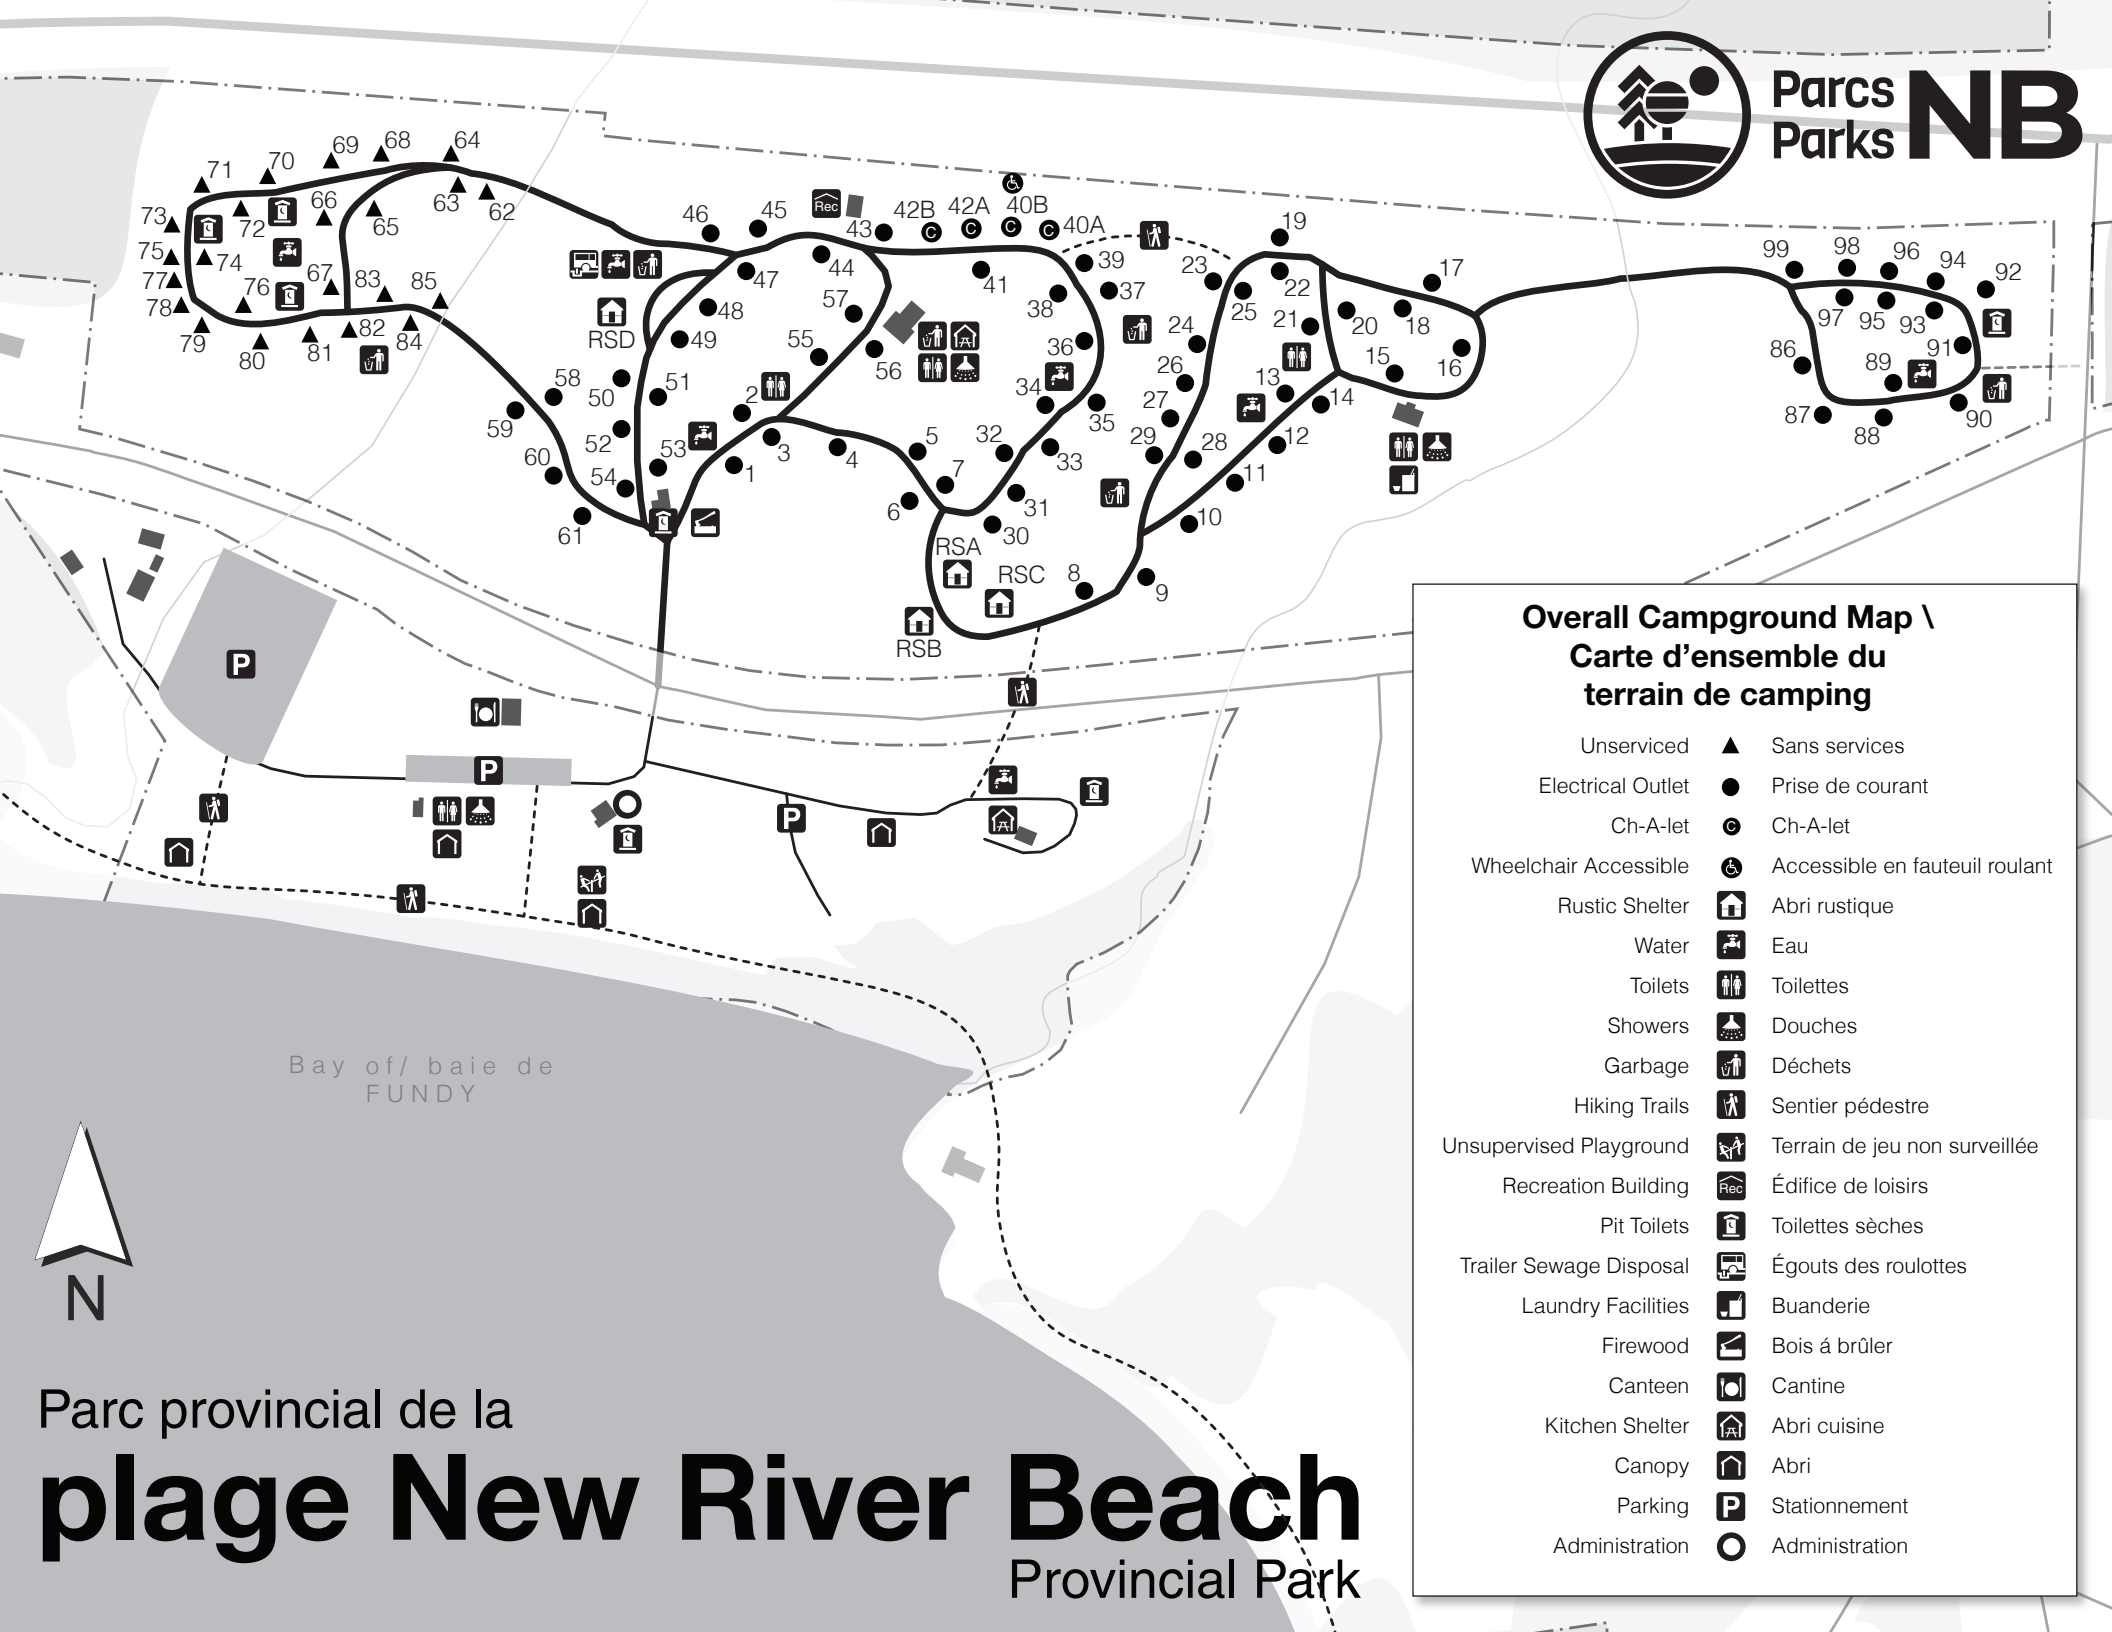 Parcs
Parks NB
64
68
69
70
71
66
63
62
73
72
65
75
74
77
76
67
83
85
78
79
80
81
82
84
46
45
Rec
43
42B
42A
40B
40A
19
39
23
17
99
98
96
94
92
47
44
41
38
37
22
25
57
48
RSD
49
55
56
36
24
21
20
18
97
95
93
91
58
50
51
2
34
26
13
15
16
86
89
59
52
53
3
4
5
32
35
27
14
87
88
90
60
54
1
7
33
29
28
12
61
6
31
11
30
10
RSA
RSC
8
9
RSB
P
P
P
Bay of/ baie de
FUNDY
N
Parc provincial de la
plage New River Beach
Provincial Park
Overall Campground Map \
Carte d’ensemble du
terrain de camping
Unserviced Sans services
Electrical Outlet Prise de courant
Ch-A-let C Ch-A-let
Wheelchair Accessible Accessible en fauteuil roulant
Rustic Shelter Abri rustique
Water Eau
Toilets Toilettes
Showers Douches
Garbage Déchets
Hiking Trails Sentier pédestre
Unsupervised Playground Terrain de jeu non surveillée
Recreation Building Rec Édifice de loisirs
Pit Toilets Toilettes sèches
Trailer Sewage Disposal Égouts des roulottes
Laundry Facilities Buanderie
Firewood Bois á brûler
Canteen Cantine
Kitchen Shelter Abri cuisine
Canopy Abri
Parking P Stationnement
Administration Administration